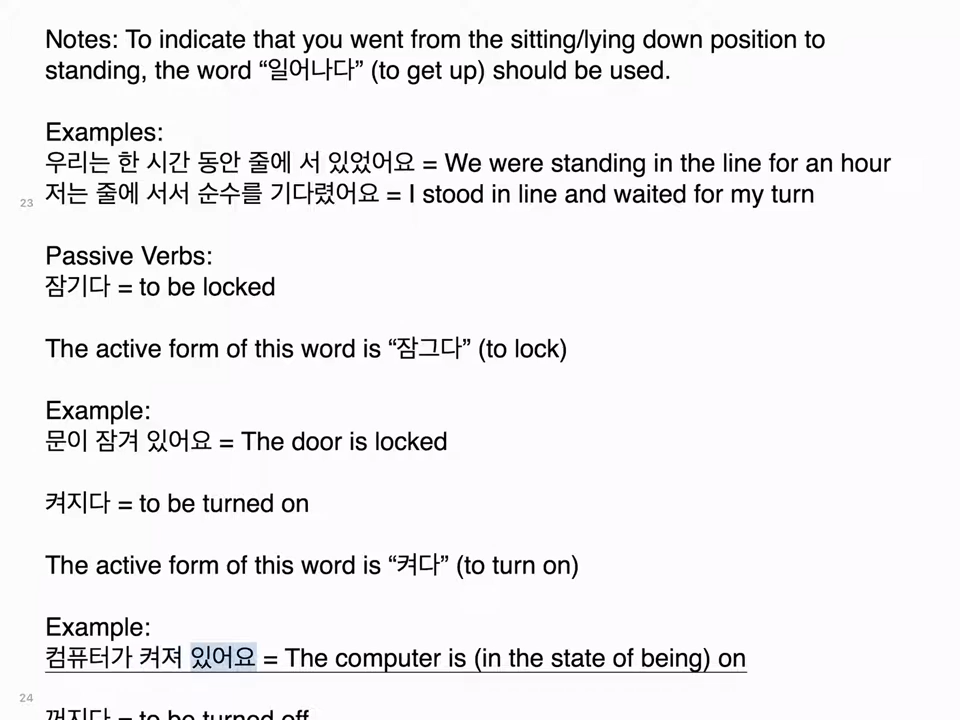 Notes: To indicate that you went from the sitting/lying down position to
standing, the word “일어나다” (to get up) should be used.
Examples:
우리는 한 시간 동안 줄에 서 있었어요 = We were standing in the line for an hour
23
저는 줄에 서서 순수를 기다렸어요 = I stood in line and waited for my turn
Passive Verbs:
잠기다 = to be locked
The active form of this word is “잠그다” (to lock)
Example:
문이 잠겨 있어요 = The door is locked
켜지다 = to be turned on
The active form of this word is “켜다” (to turn on)
Example:
컴퓨터가 켜져 있어요 = The computer is (in the state of being) on
24
꺼지다 = to be turned off